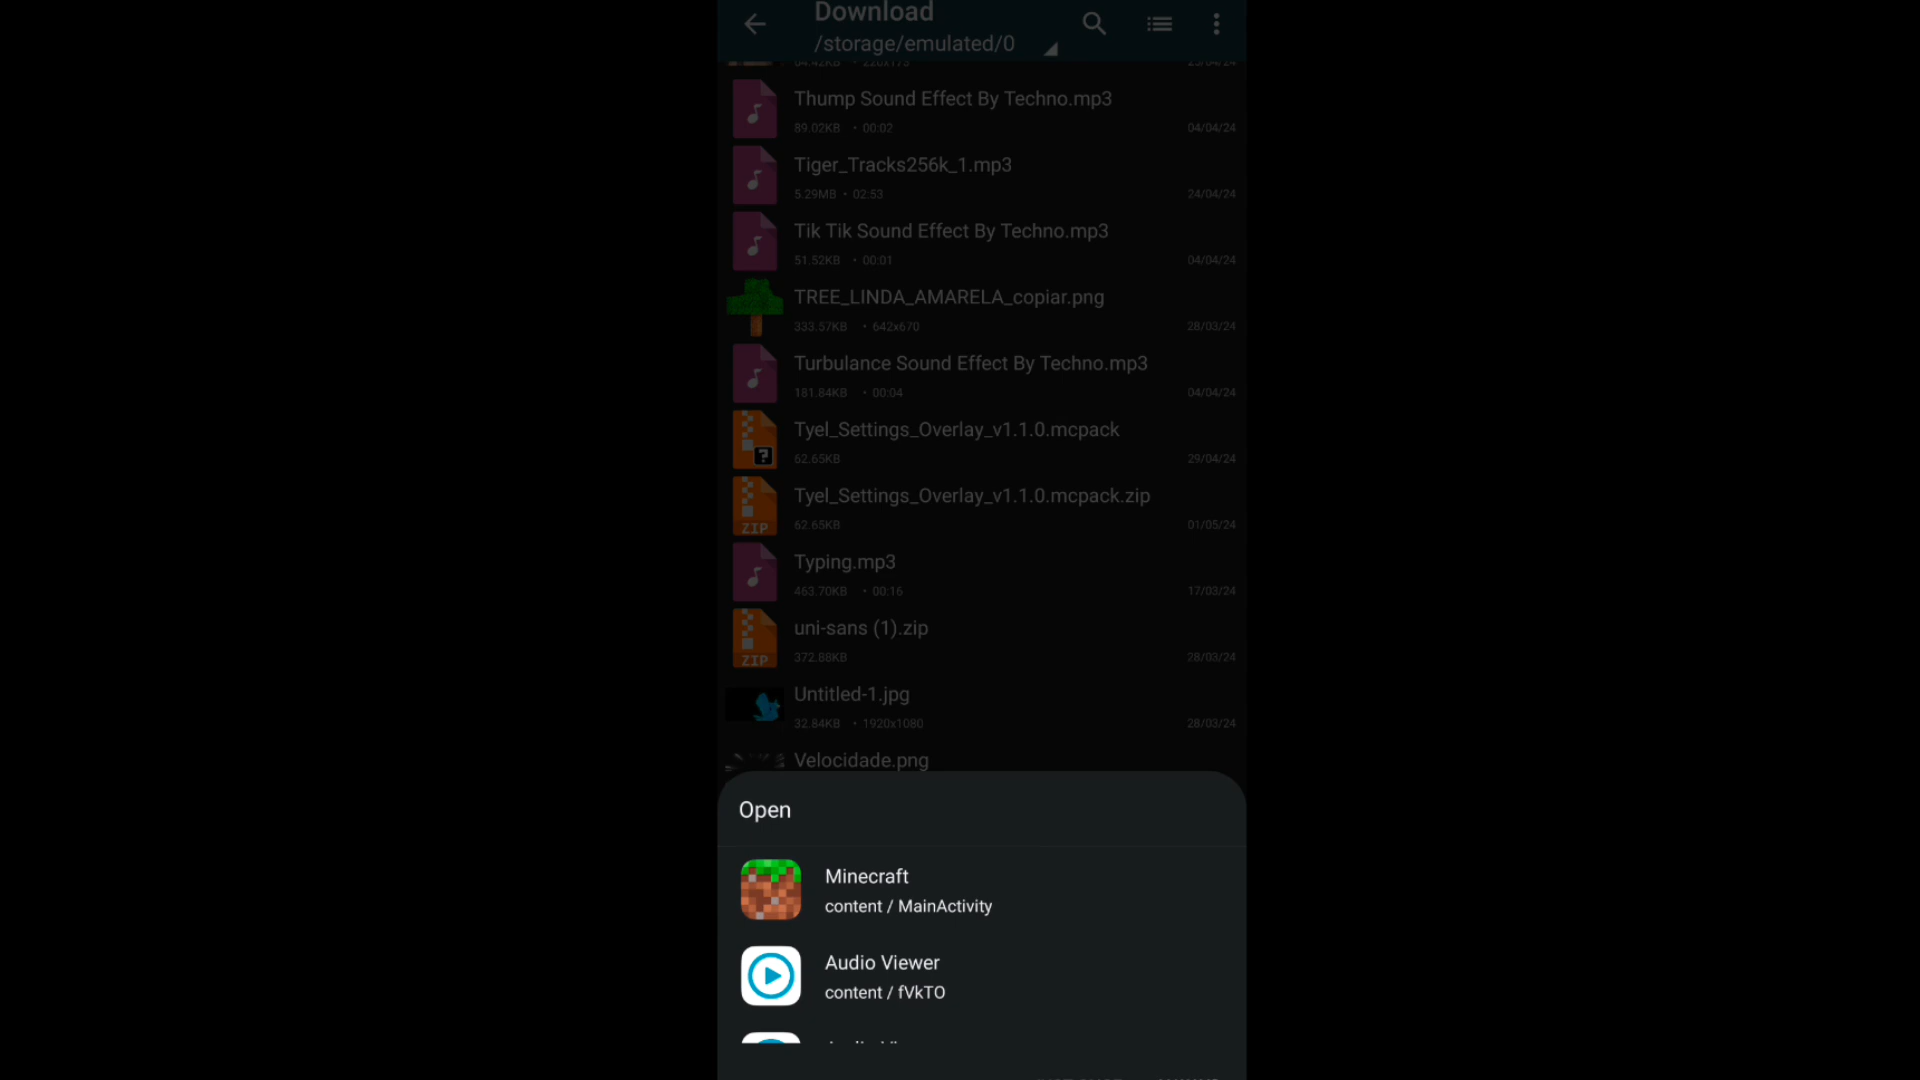 Download
/storage/emulated/0
Thump Sound Effect By Techno.mp3
89.02KB • 00:02 04/04/24
Tiger_Tracks256k_1.mp3
5.29MB • 02:53 24/04/24
Tik Tik Sound Effect By Techno.mp3
51.52KB • 00:01 04/04/24
TREE_LINDA_AMARELA_copiar.png
333.57KB • 642x670 28/03/24
Turbulance Sound Effect By Techno.mp3
181.84KB • 00:04 04/04/24
Tyel_Settings_Overlay_v1.1.0.mcpack
?
62.65KB 29/04/24
Tyel_Settings_Overlay_v1.1.0.mcpack.zip
ZIP 62.65KB 01/05/24
Typing.mp3
463.70KB • 00:16 17/03/24
uni-sans (1).zip
ZIP 372.88KB 28/03/24
Untitled-1.jpg
32.84KB • 1920x1080 28/03/24
Velocidade.png
Open
Minecraft
content / MainActivity
Audio Viewer
content / fVkTO